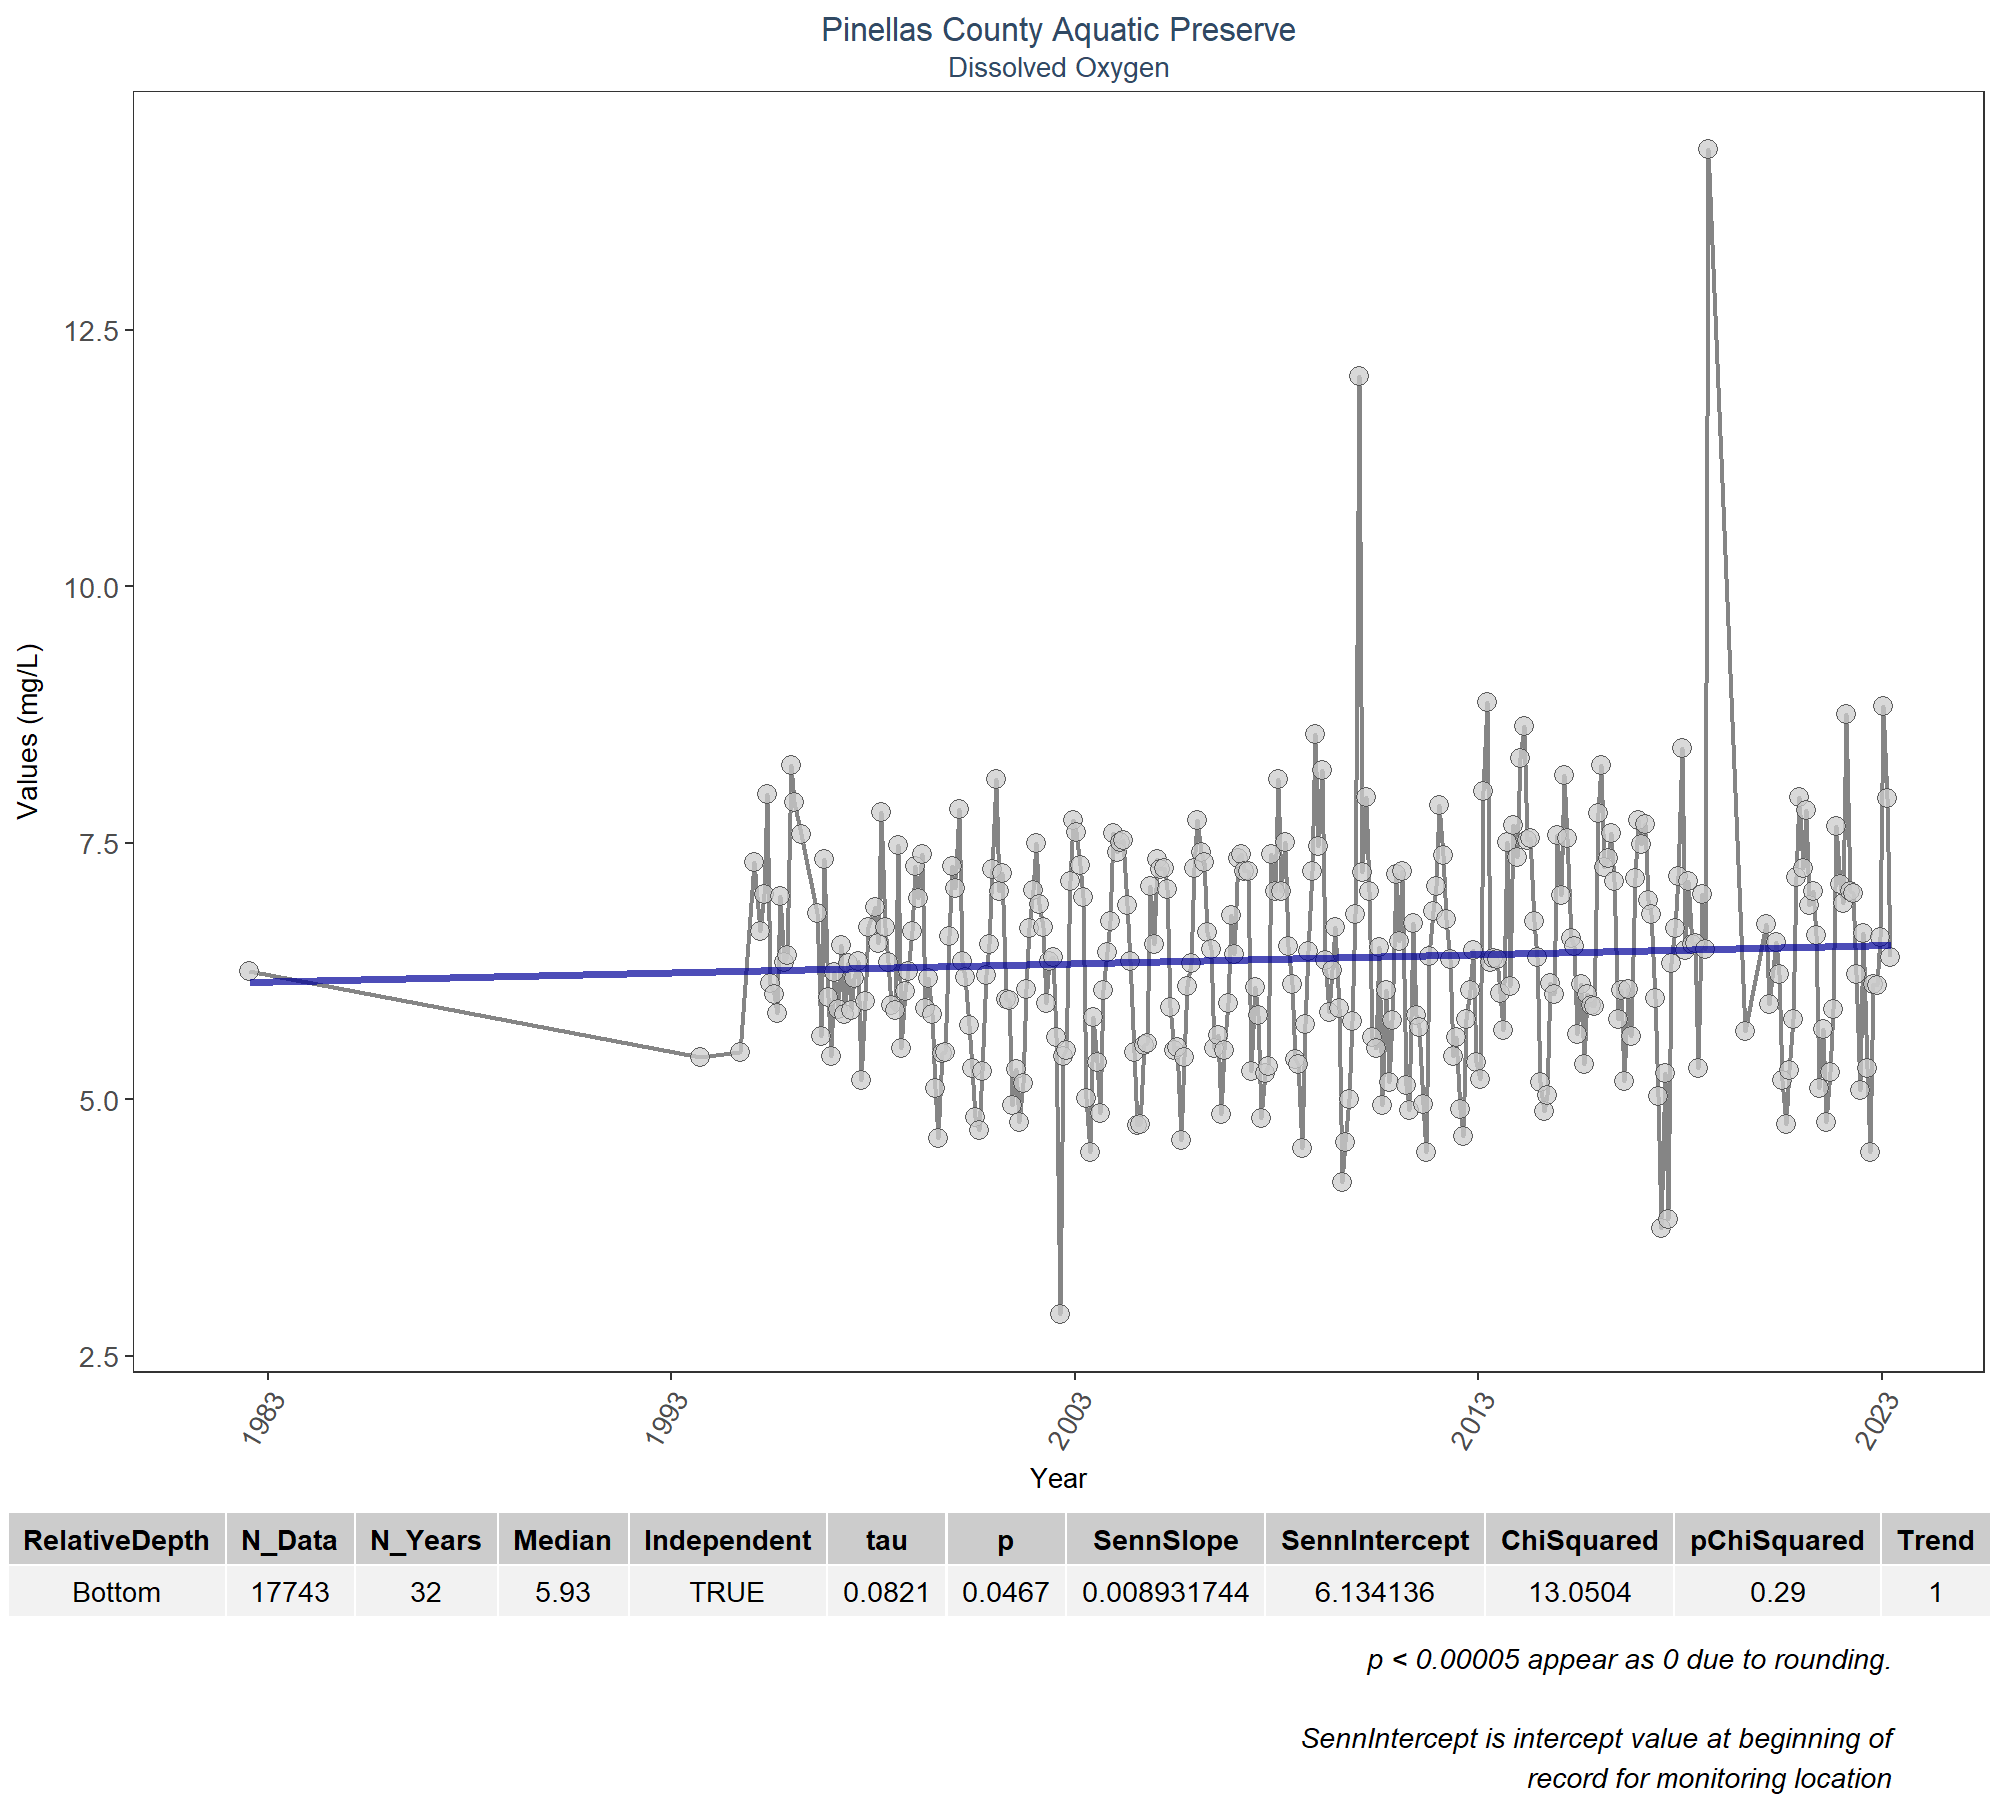 Pinellas County Aquatic Preserve
Dissolved Oxygen
Values (mg/L)
12.5
10.0
7.5
5.0
2.5
1983 1993 2003 2013 2023
Year
RelativeDepth N_Data N_Years Median Independent tau p SennSlope SennIntercept ChiSquared pChiSquared Trend
Bottom 17743 32 5.93 TRUE 0.0821 0.0467 0.008931744 6.134136 13.0504 0.29 1
p < 0.00005 appear as 0 due to rounding.
SennIntercept is intercept value at beginning of
record for monitoring location